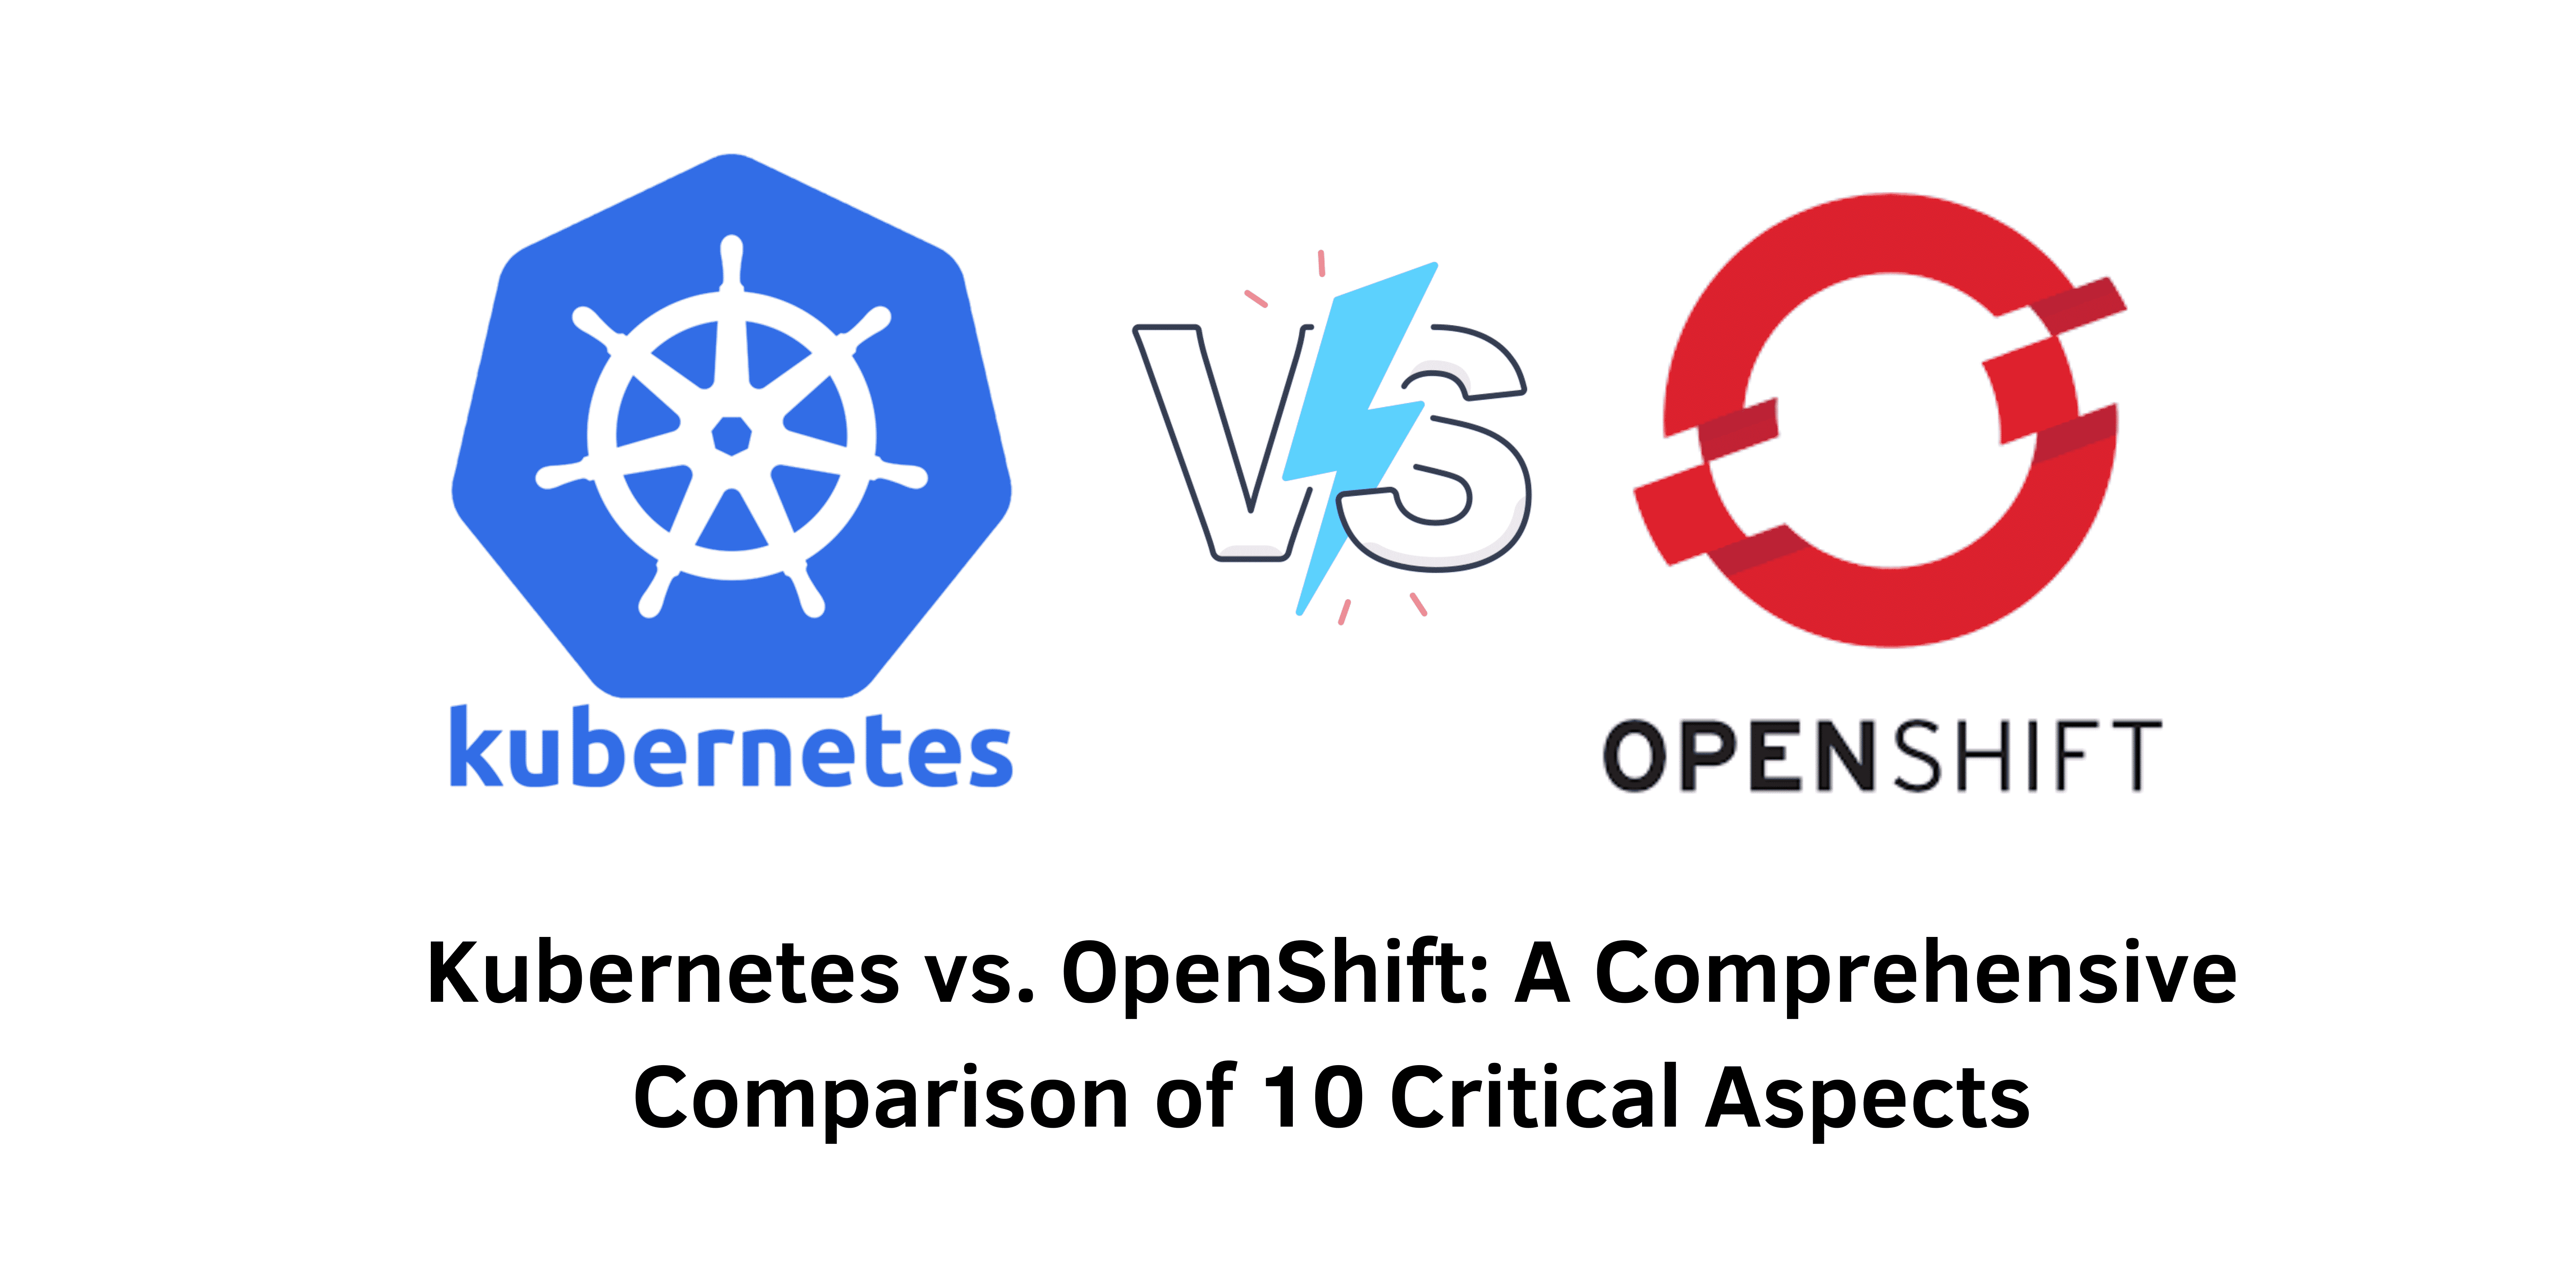 VS
kubernetes
OPENSHIFT
Kubernetes vs. OpenShift: A Comprehensive
Comparison of 10 Critical Aspects